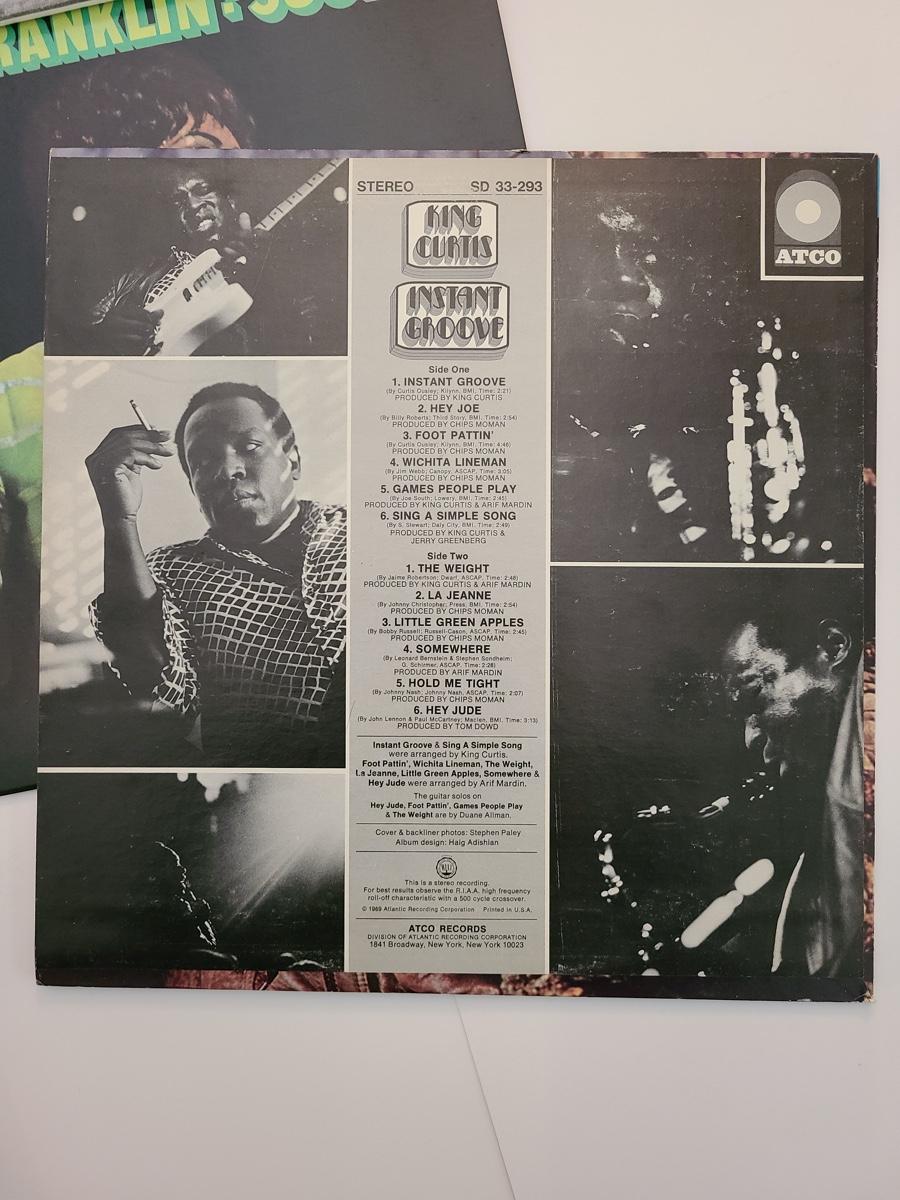 RANKLIN: SOUL
STEREO SD 33-293
KING
CURTIS
INSTANT
GROOVE
ATCO
Side One
1. INSTANT GROOVE
(By Curtis Ousley; Kilynn, BMI. Time: 2:21)
PRODUCED BY KING CURTIS
2. HEY JOE
(By Billy Roberts; Third Story, BMI. Time: 2:54)
PRODUCED BY CHIPS MOMAN
3. FOOT PATTIN'
(By Curtis Ousley; Kilynn, BMI. Time: 4:46)
PRODUCED BY CHIPS MOMAN
4. WICHITA LINEMAN
(By Jim Webb; Canopy, ASCAP. Time: 3:05)
PRODUCED BY CHIPS MOMAN
5. GAMES PEOPLE PLAY
(By Joe South; Lowery, BMI. Time: 2:45)
PRODUCED BY KING CURTIS & ARIF MARDIN
6. SING A SIMPLE SONG
(By S. Stewart; Daly City, BMI. Time: 2:49)
PRODUCED BY KING CURTIS &
JERRY GREENBERG
Side Two
1. THE WEIGHT
(By Jaime Robertson; Dwarf, ASCAP. Time: 2:48)
PRODUCED BY KING CURTIS & ARIF MARDIN
2. LA JEANNE
(By Johnny Christopher; Press, BMI. Time: 2:54)
PRODUCED BY CHIPS MOMAN
3. LITTLE GREEN APPLES
(By Bobby Russell; Russell-Cason, ASCAP. Time: 2:45)
PRODUCED BY CHIPS MOMAN
4. SOMEWHERE
(By Leonard Bernstein & Stephen Sondheim;
G. Schirmer, ASCAP. Time: 2:28)
PRODUCED BY ARIF MARDIN
5. HOLD ME TIGHT
(By Johnny Nash; Johnny Nash, ASCAP. Time: 2:07)
PRODUCED BY CHIPS MOMAN
6. HEY JUDE
(By John Lennon & Paul McCartney; Maclen, BMI. Time: 3:13)
PRODUCED BY TOM DOWD
Instant Groove & Sing A Simple Song
were arranged by King Curtis.
Foot Pattin', Wichita Lineman, The Weight,
La Jeanne, Little Green Apples, Somewhere &
Hey Jude were arranged by Arif Mardin.
The guitar solos on
Hey Jude, Foot Pattin', Games People Play
& The Weight are by Duane Allman.
Cover & backliner photos: Stephen Paley
Album design: Haig Adishian
This is a stereo recording.
For best results observe the R.I.A.A. high frequency
roll-off characteristic with a 500 cycle crossover.
© 1969 Atlantic Recording Corporation Printed in U.S.A.
ATCO RECORDS
DIVISION OF ATLANTIC RECORDING CORPORATION
1841 Broadway, New York, New York 10023